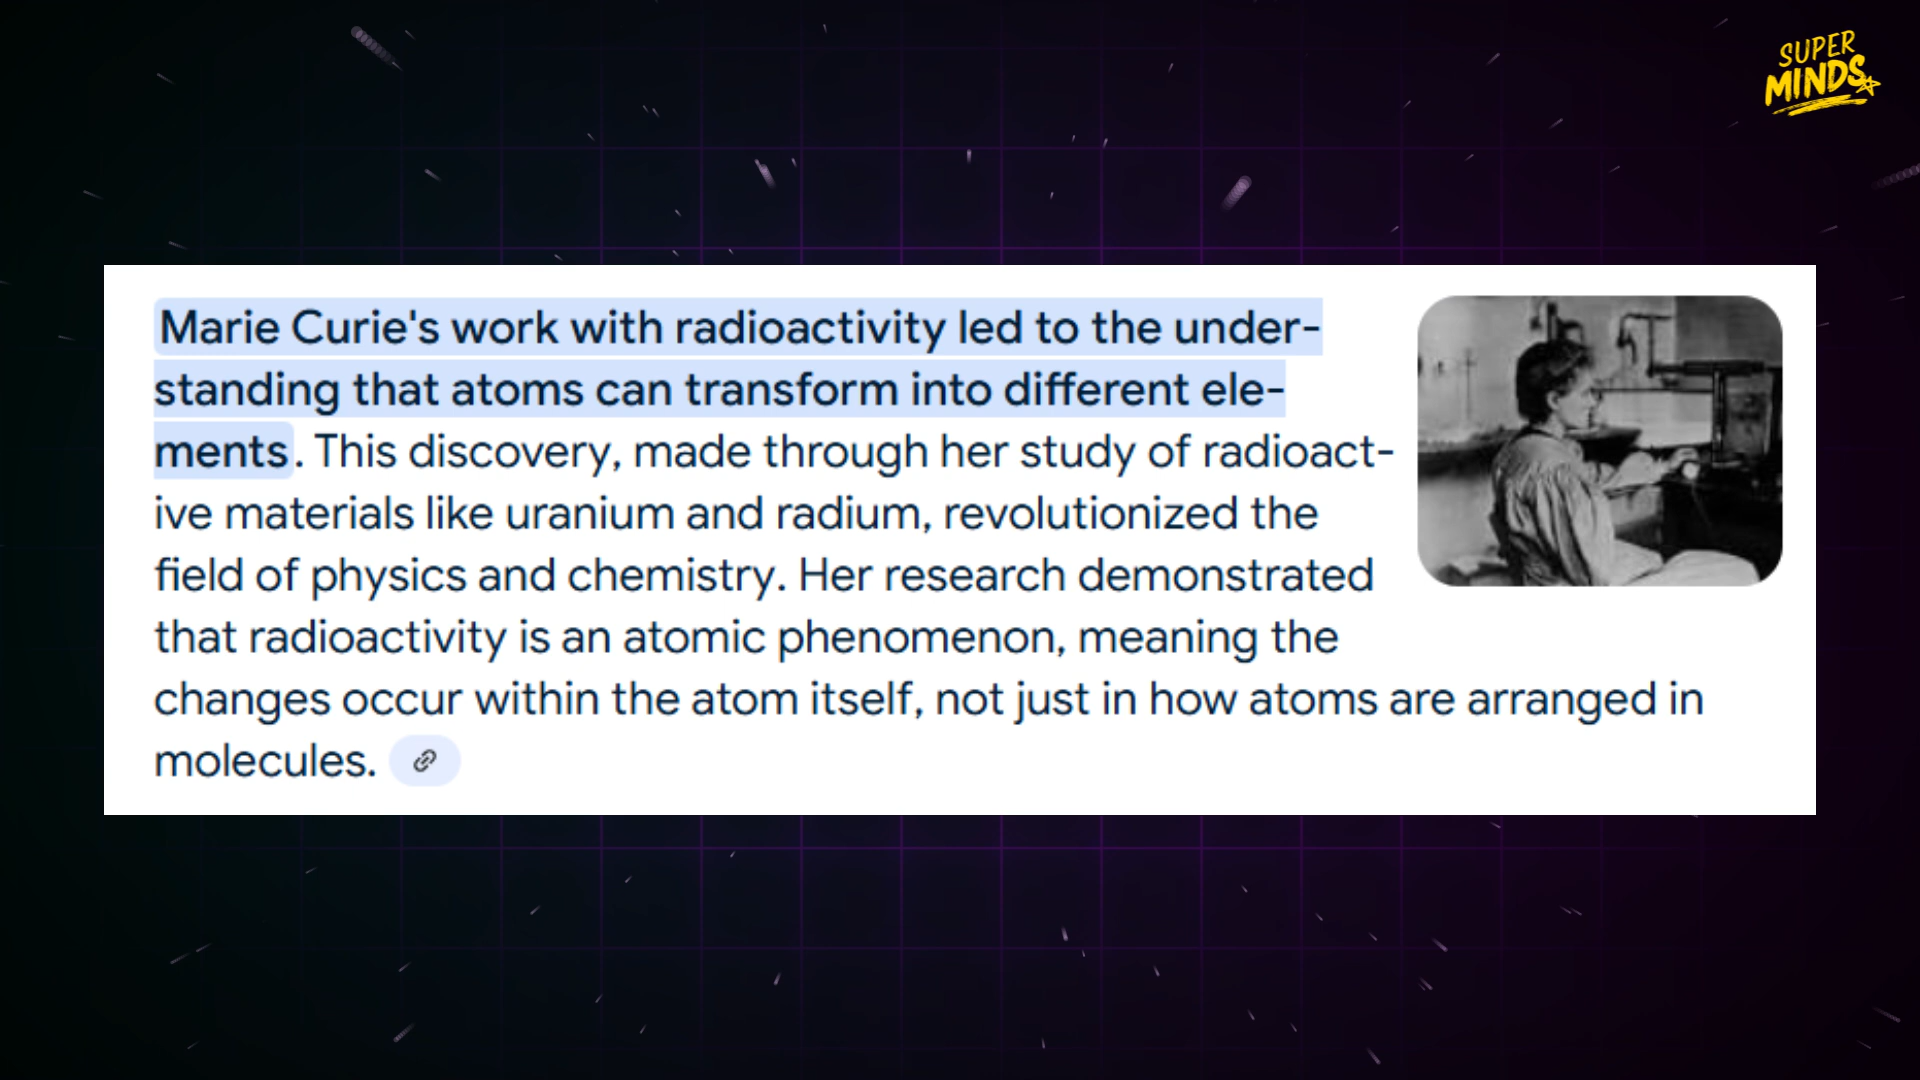 SUPER
MINDS
Marie Curie's work with radioactivity led to the under-
standing that atoms can transform into different ele-
ments. This discovery, made through her study of radioact-
ive materials like uranium and radium, revolutionized the
field of physics and chemistry. Her research demonstrated
that radioactivity is an atomic phenomenon, meaning the
changes occur within the atom itself, not just in how atoms are arranged in
molecules.